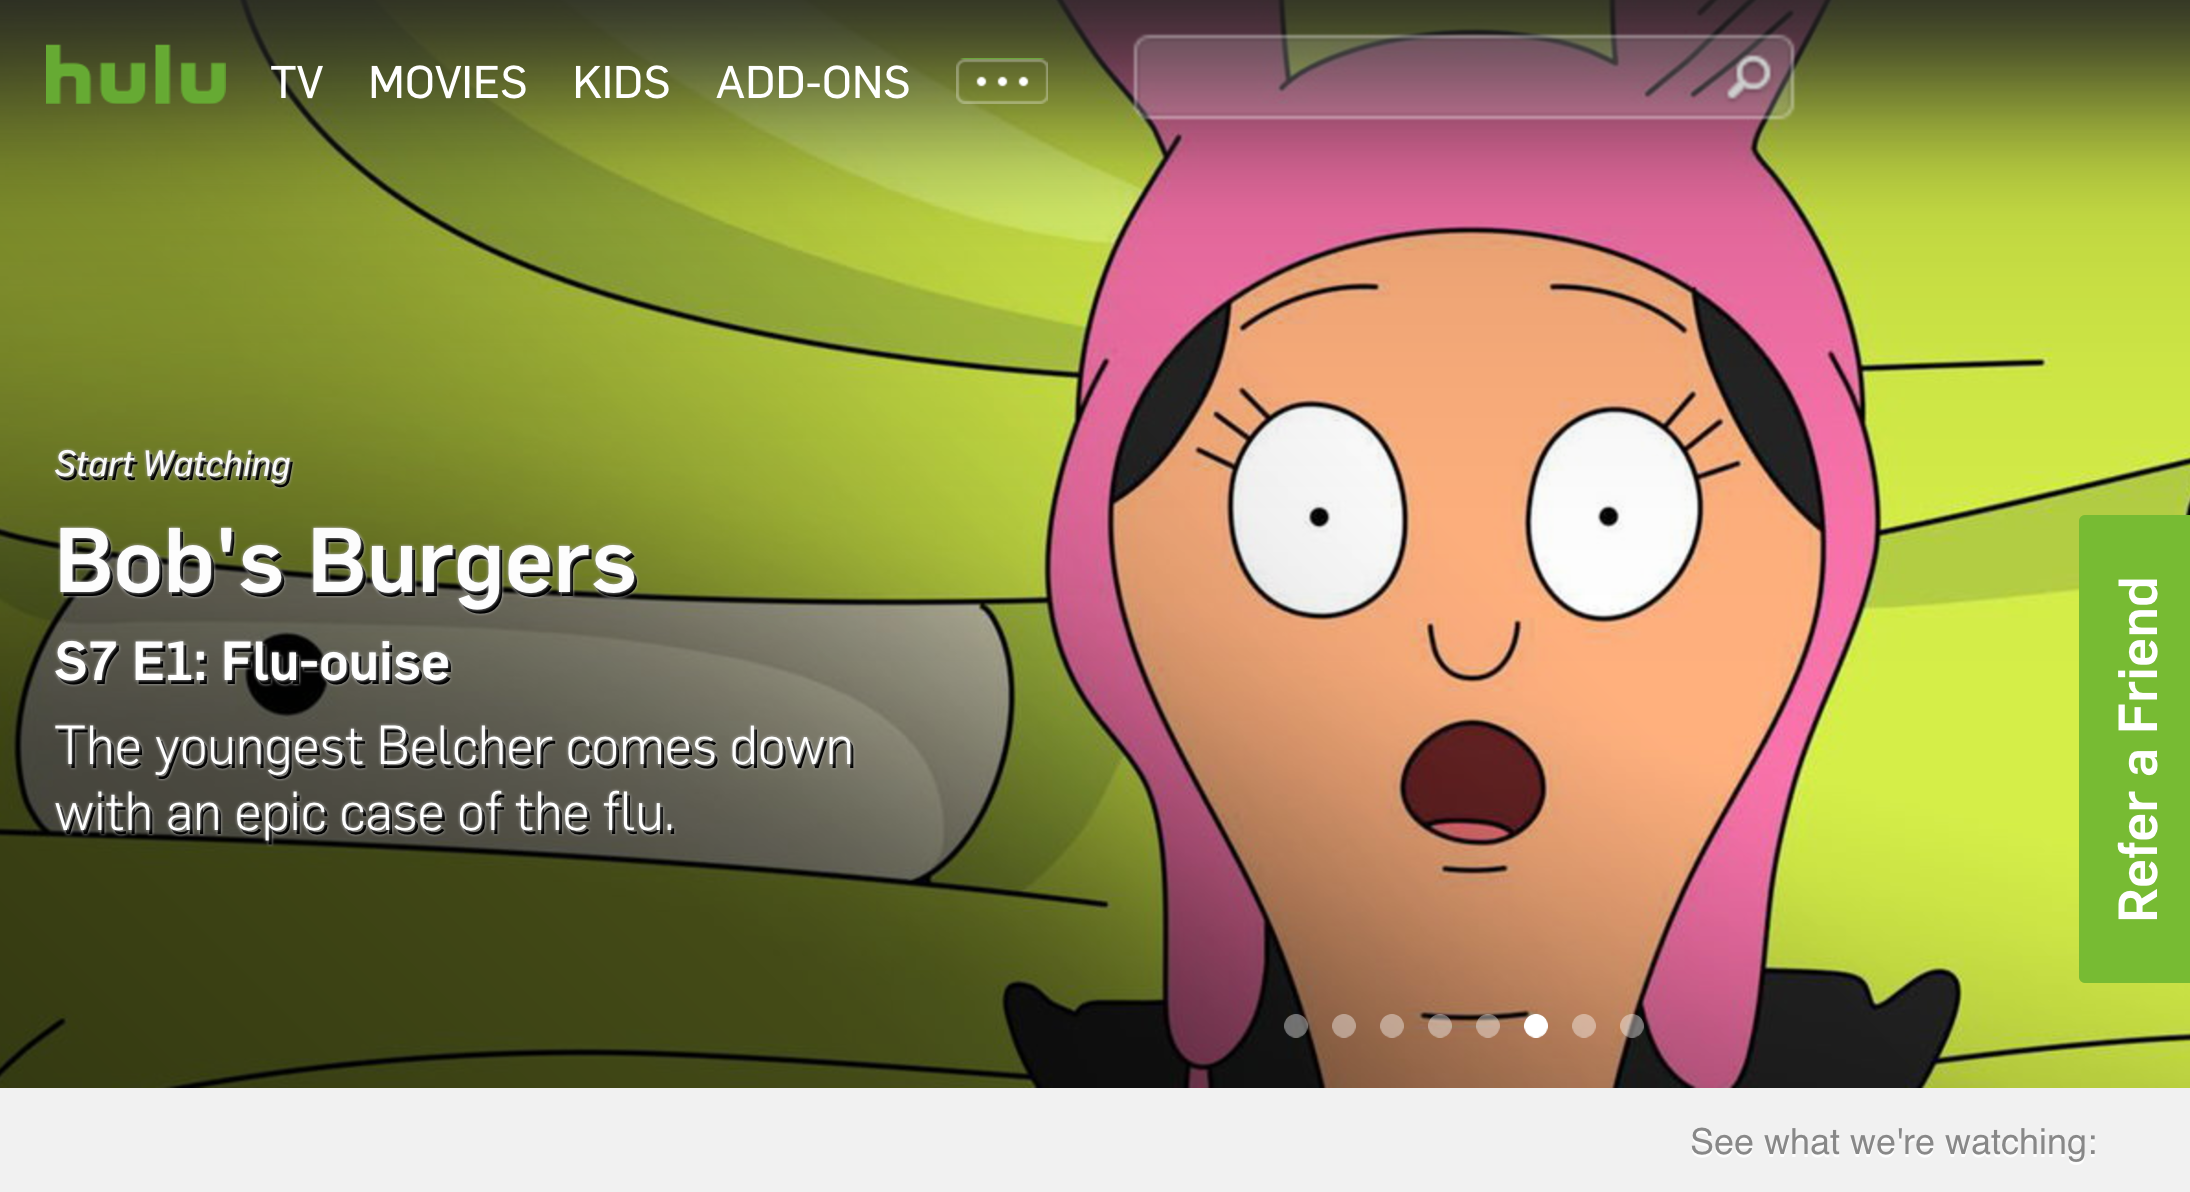 hulu TV MOVIES KIDS ADD-ONS
Start Watching
Bob's Burgers
S7 E1: Flu-ouise
The youngest Belcher comes down
with an epic case of the flu.
Refer a Friend
See what we're watching: